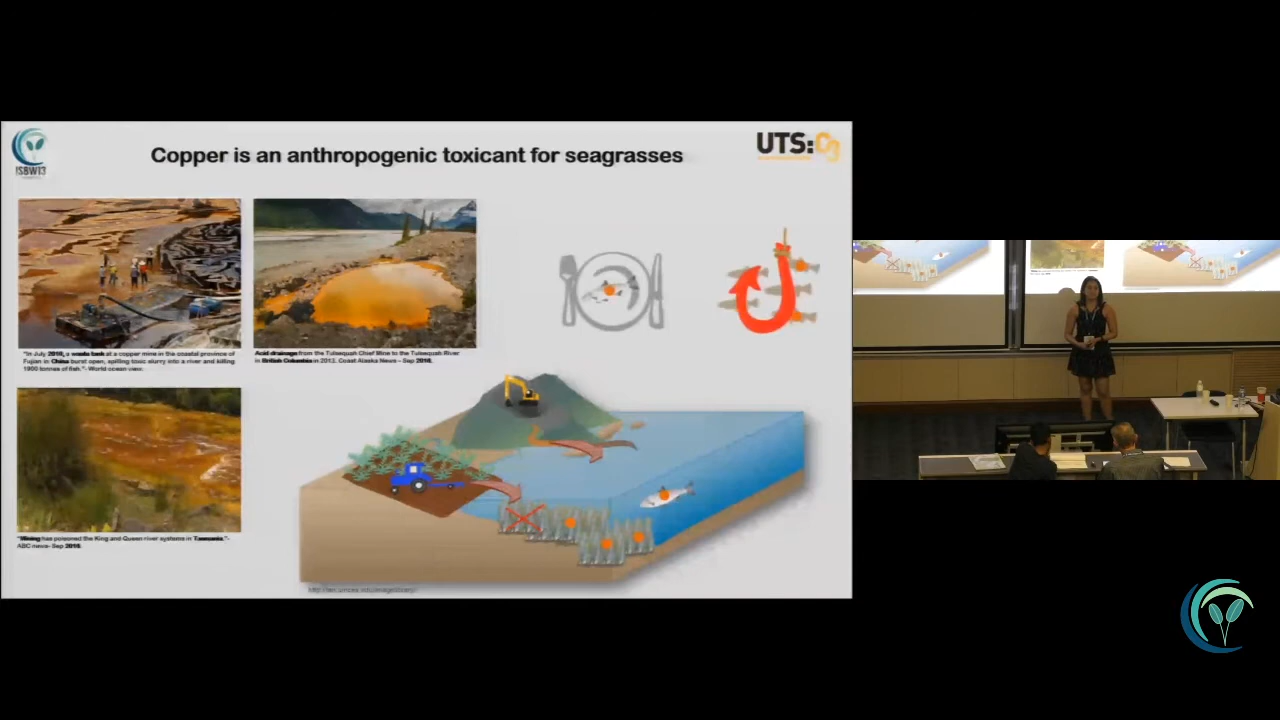 Copper is an anthropogenic toxicant for seagrasses
UTS:
ISBW13
"In July 2010, a waste tank at a copper mine in the coastal province of
Fujian in China burst open, spilling toxic slurry into a river and killing
1900 tonnes of fish."- World ocean view.
Acid drainage from the Tulsequah Chief Mine to the Tulsequah River
in British Columbia in 2012. Coast Alaska News – Sep 2016.
"Mining has poisoned the King and Queen river systems in Tasmania."-
ABC news- Sep 2016